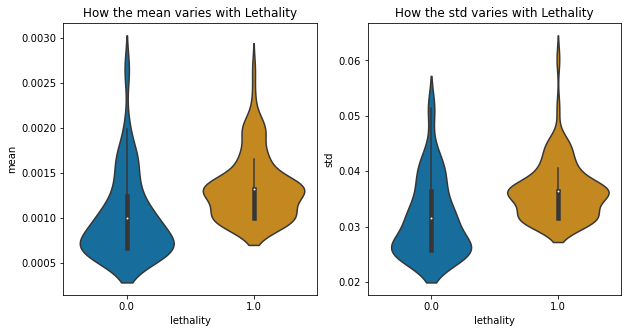 How the mean varies with Lethality
mean
0.0030
0.0025
0.0020
0.0015
0.0010
0.0005
0.0
1.0
lethality
How the std varies with Lethality
std
0.06
0.05
0.04
0.03
0.02
0.0
1.0
lethality